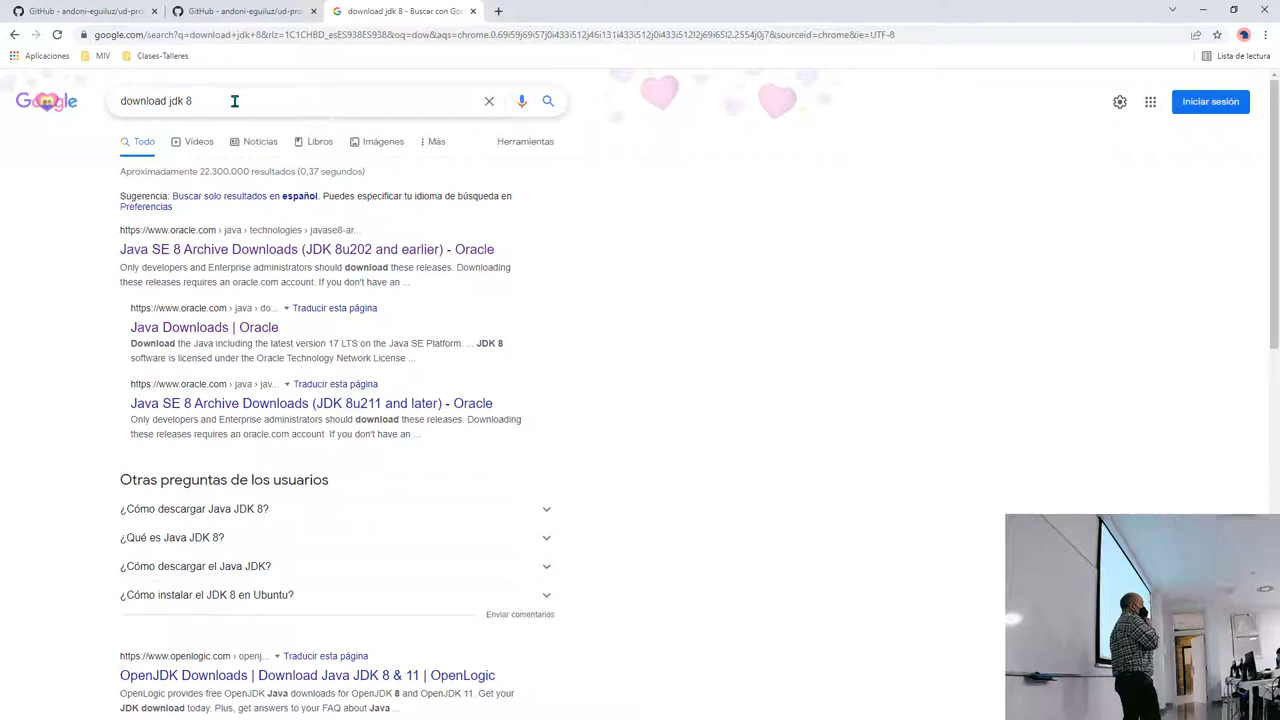 GitHub - andoni-eguiluz/ud-pro
GitHub - andoni-eguiluz/ud-pro
download jdk 8 - Buscar con Goo
google.com/search?q=download+jdk+8&rlz=1C1CHBD_esES938ES938&oq=dow&aqs=chrome.0.69i59j69i57j0i433i512j46i131i433i512j0i433i512l2j69i65l2.2554j0j7&sourceid=chrome&ie=UTF-8
Aplicaciones
MIV
Clases-Talleres
Lista de lectura
Google
download jdk 8
Iniciar sesión
Todo
Vídeos
Noticias
Libros
Imágenes
Más
Herramientas
Aproximadamente 22.300.000 resultados (0,37 segundos)
Sugerencia: Buscar solo resultados en español. Puedes especificar tu idioma de búsqueda en
Preferencias
https://www.oracle.com › java › technologies › javase8-ar...
Java SE 8 Archive Downloads (JDK 8u202 and earlier) - Oracle
Only developers and Enterprise administrators should download these releases. Downloading
these releases requires an oracle.com account. If you don't have an ...
https://www.oracle.com › java › do... Traducir esta página
Java Downloads | Oracle
Download the Java including the latest version 17 LTS on the Java SE Platform. ... JDK 8
software is licensed under the Oracle Technology Network License ...
https://www.oracle.com › java › jav... Traducir esta página
Java SE 8 Archive Downloads (JDK 8u211 and later) - Oracle
Only developers and Enterprise administrators should download these releases. Downloading
these releases requires an oracle.com account. If you don't have an ...
Otras preguntas de los usuarios
¿Cómo descargar Java JDK 8?
¿Qué es Java JDK 8?
¿Cómo descargar el Java JDK?
¿Cómo instalar el JDK 8 en Ubuntu?
Enviar comentarios
https://www.openlogic.com › openj... Traducir esta página
OpenJDK Downloads | Download Java JDK 8 & 11 | OpenLogic
OpenLogic provides free OpenJDK Java downloads for OpenJDK 8 and OpenJDK 11. Get your
JDK download today. Plus, get answers to your FAQ about Java ...